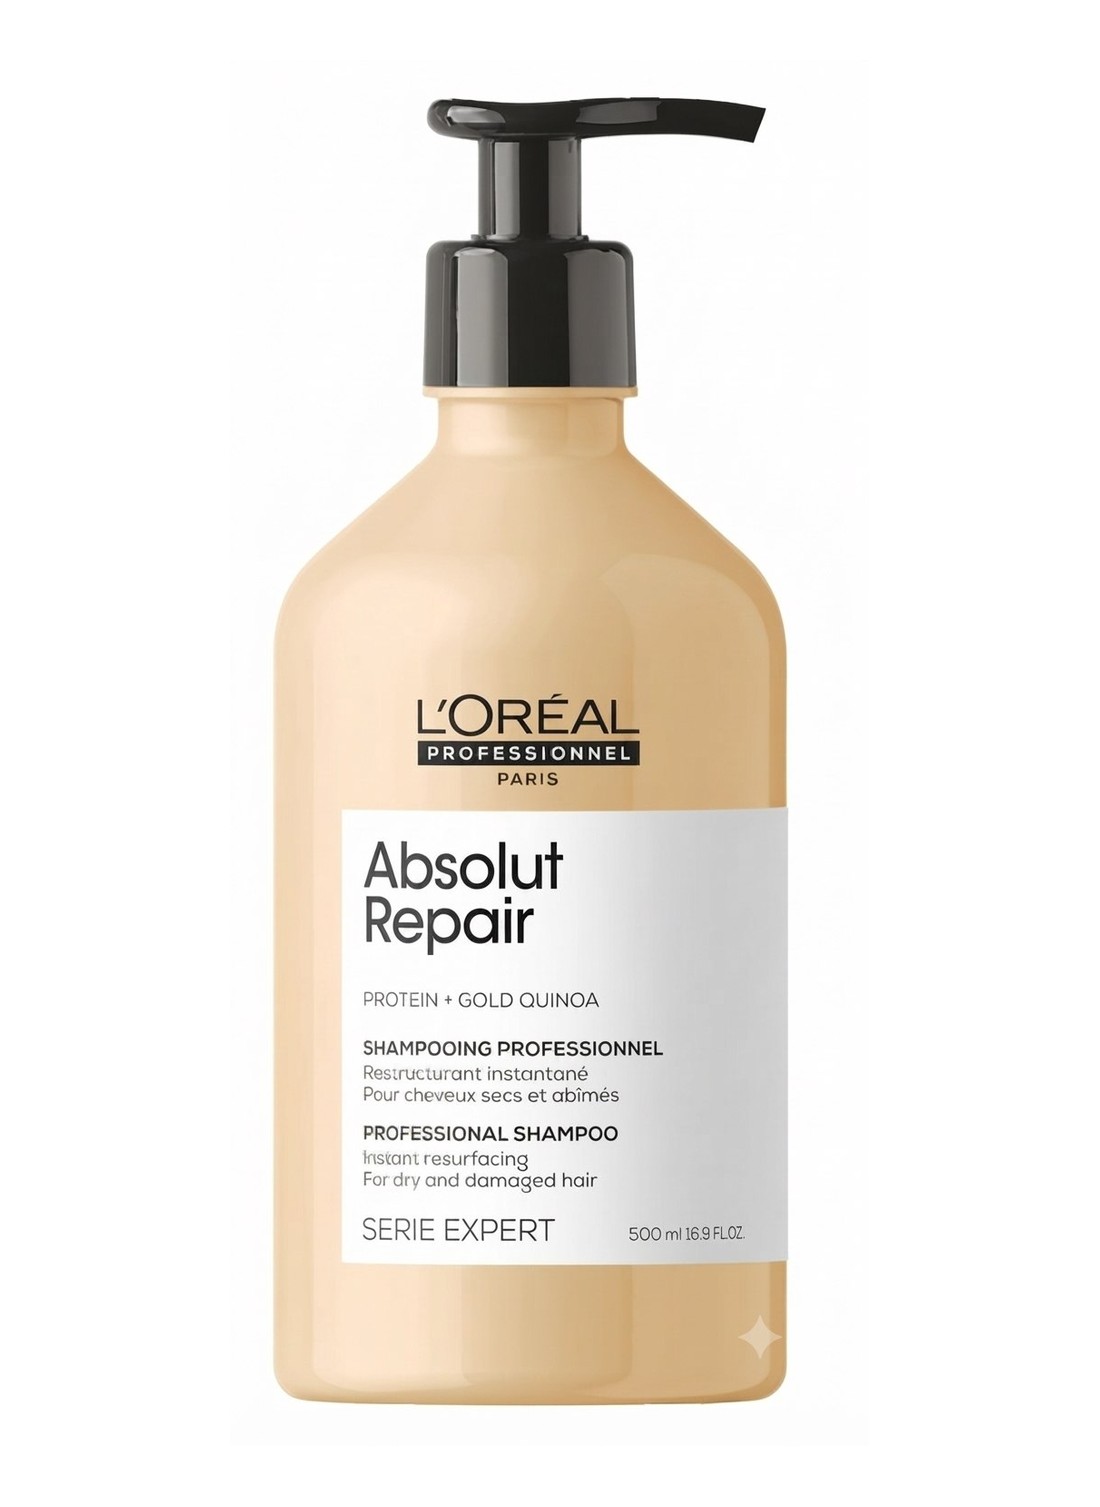 L'ORÉAL
PROFESSIONNEL
PARIS
Absolut
Repair
PROTEIN + GOLD QUINOA
SHAMPOOING PROFESSIONNEL
Restructurant instantané
Pour cheveux secs et abîmés
PROFESSIONAL SHAMPOO
Instant resurfacing
For dry and damaged hair
SERIE EXPERT
500 ml 16.9 FL.OZ.